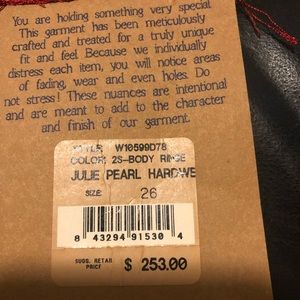 You are holding something very special
This garment has been meticulously
crafted and treated for a truly unique
fit and feel Because we individually
distress each item, you will notice areas
of fading, wear and even holes. Do
not stress! These nuances are intentional
and are meant to add to the character
and finish of our garment.
W10599D78
COLOR: 2S-BODY RINSE
JULIE PEARL HARDWE
SIZE: 26
8 43294 91530 4
SUGG. RETAIL
PRICE $ 253.00